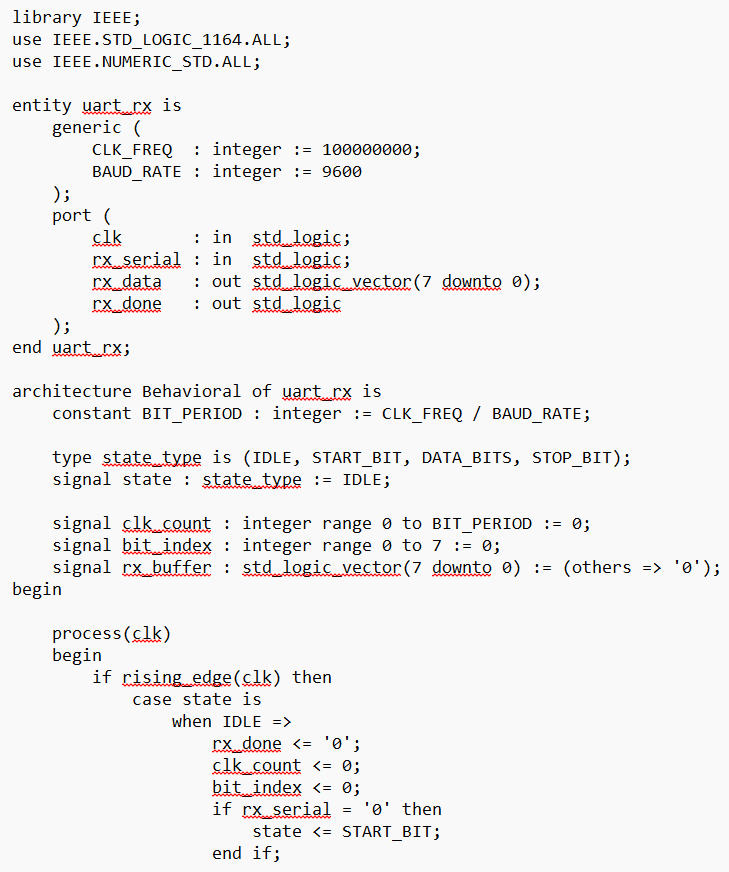 library IEEE;
use IEEE.STD_LOGIC_1164.ALL;
use IEEE.NUMERIC_STD.ALL;

entity uart_rx is
    generic (
        CLK_FREQ  : integer := 100000000;
        BAUD_RATE : integer := 9600
    );
    port (
        clk       : in  std_logic;
        rx_serial : in  std_logic;
        rx_data   : out std_logic_vector(7 downto 0);
        rx_done   : out std_logic
    );
end uart_rx;

architecture Behavioral of uart_rx is
    constant BIT_PERIOD : integer := CLK_FREQ / BAUD_RATE;

    type state_type is (IDLE, START_BIT, DATA_BITS, STOP_BIT);
    signal state : state_type := IDLE;

    signal clk_count : integer range 0 to BIT_PERIOD := 0;
    signal bit_index : integer range 0 to 7 := 0;
    signal rx_buffer : std_logic_vector(7 downto 0) := (others => '0');
begin

    process(clk)
    begin
        if rising_edge(clk) then
            case state is
                when IDLE =>
                    rx_done <= '0';
                    clk_count <= 0;
                    bit_index <= 0;
                    if rx_serial = '0' then
                        state <= START_BIT;
                    end if;